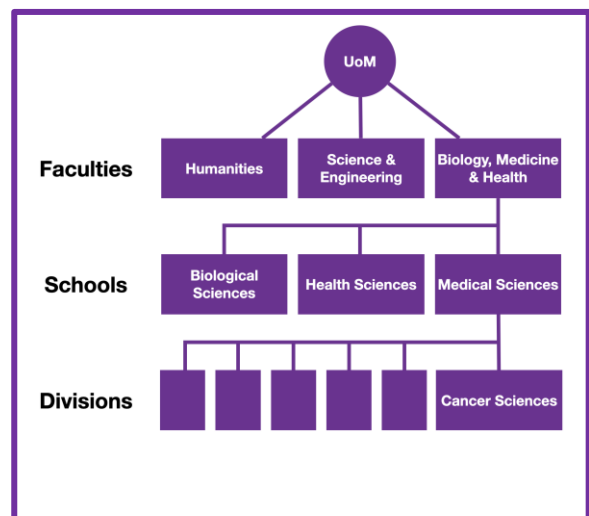 UoM
Faculties
Humanities
Science &
Engineering
Biology, Medicine
& Health
Schools
Biological
Sciences
Health Sciences
Medical Sciences
Divisions
Cancer Sciences